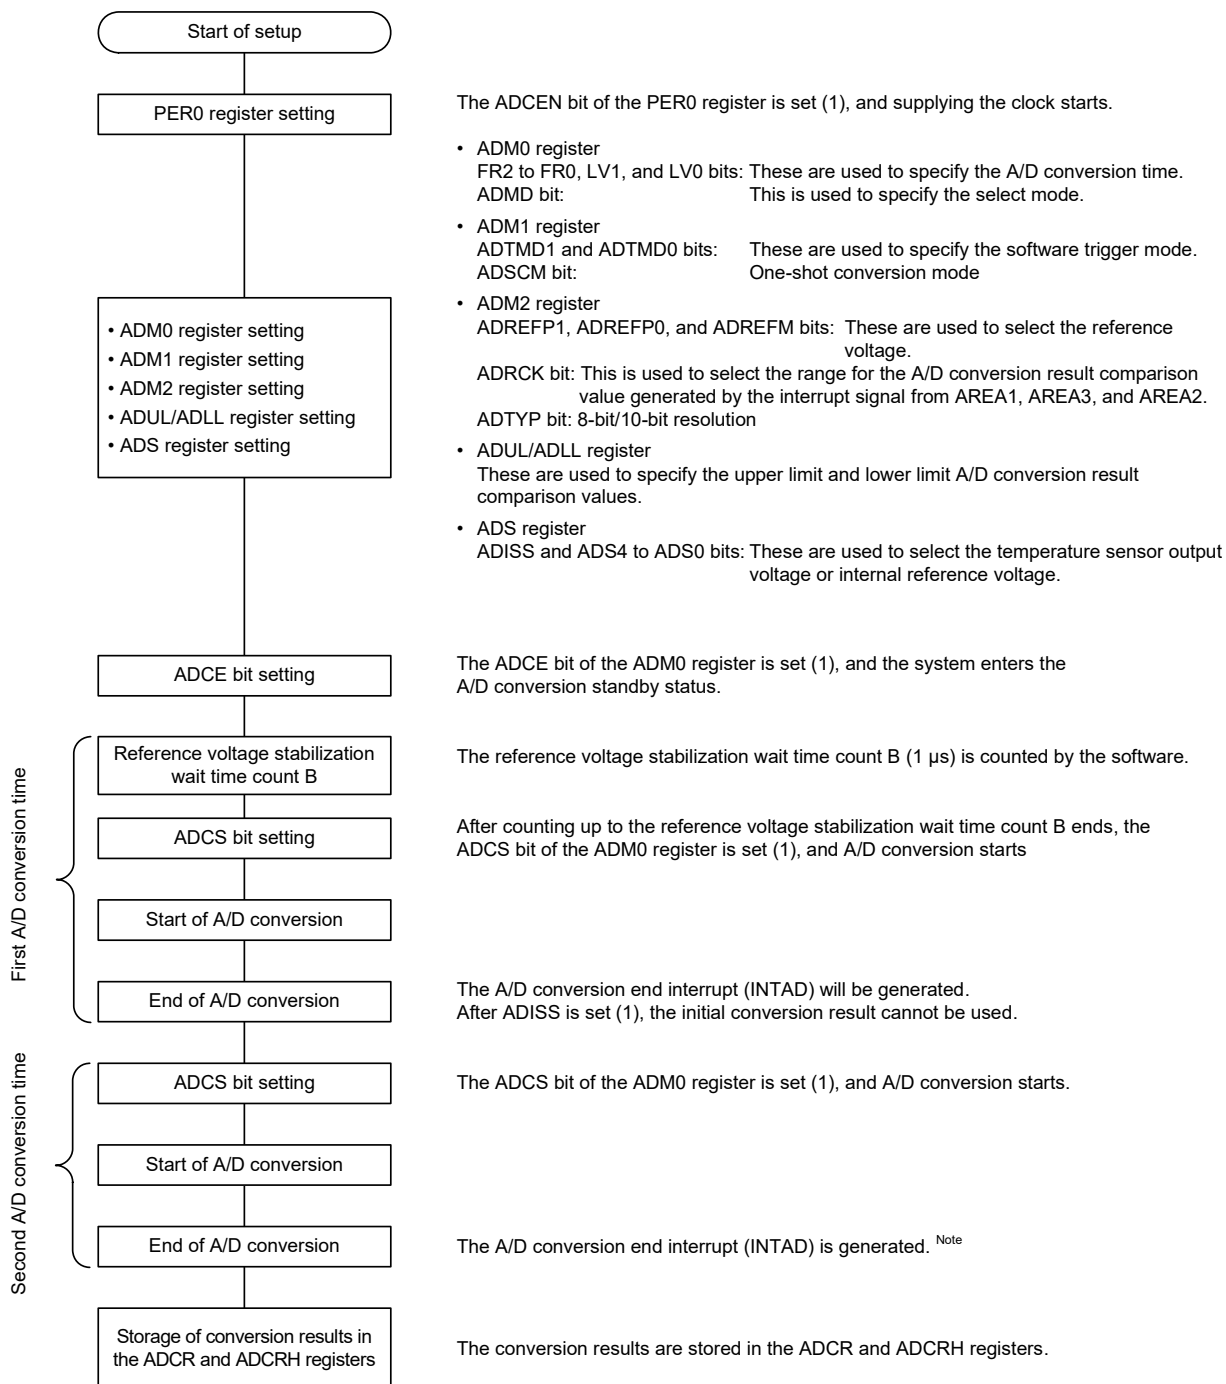 Start of setup
PER0 register setting
The ADCEN bit of the PER0 register is set (1), and supplying the clock starts.
• ADM0 register setting
• ADM1 register setting
• ADM2 register setting
• ADUL/ADLL register setting
• ADS register setting
• ADM0 register
FR2 to FR0, LV1, and LV0 bits: These are used to specify the A/D conversion time.
ADMD bit: This is used to specify the select mode.
• ADM1 register
ADTMD1 and ADTMD0 bits: These are used to specify the software trigger mode.
ADSCM bit: One-shot conversion mode
• ADM2 register
ADREFP1, ADREFP0, and ADREFM bits: These are used to select the reference
voltage.
ADRCK bit: This is used to select the range for the A/D conversion result comparison
value generated by the interrupt signal from AREA1, AREA3, and AREA2.
ADTYP bit: 8-bit/10-bit resolution
• ADUL/ADLL register
These are used to specify the upper limit and lower limit A/D conversion result
comparison values.
• ADS register
ADISS and ADS4 to ADS0 bits: These are used to select the temperature sensor output
voltage or internal reference voltage.
ADCE bit setting
The ADCE bit of the ADM0 register is set (1), and the system enters the
A/D conversion standby status.
First A/D conversion time
Reference voltage stabilization
wait time count B
The reference voltage stabilization wait time count B (1 µs) is counted by the software.
ADCS bit setting
After counting up to the reference voltage stabilization wait time count B ends, the
ADCS bit of the ADM0 register is set (1), and A/D conversion starts
Start of A/D conversion
End of A/D conversion
The A/D conversion end interrupt (INTAD) will be generated.
After ADISS is set (1), the initial conversion result cannot be used.
Second A/D conversion time
ADCS bit setting
The ADCS bit of the ADM0 register is set (1), and A/D conversion starts.
Start of A/D conversion
End of A/D conversion
The A/D conversion end interrupt (INTAD) is generated. Note
Storage of conversion results in
the ADCR and ADCRH registers
The conversion results are stored in the ADCR and ADCRH registers.